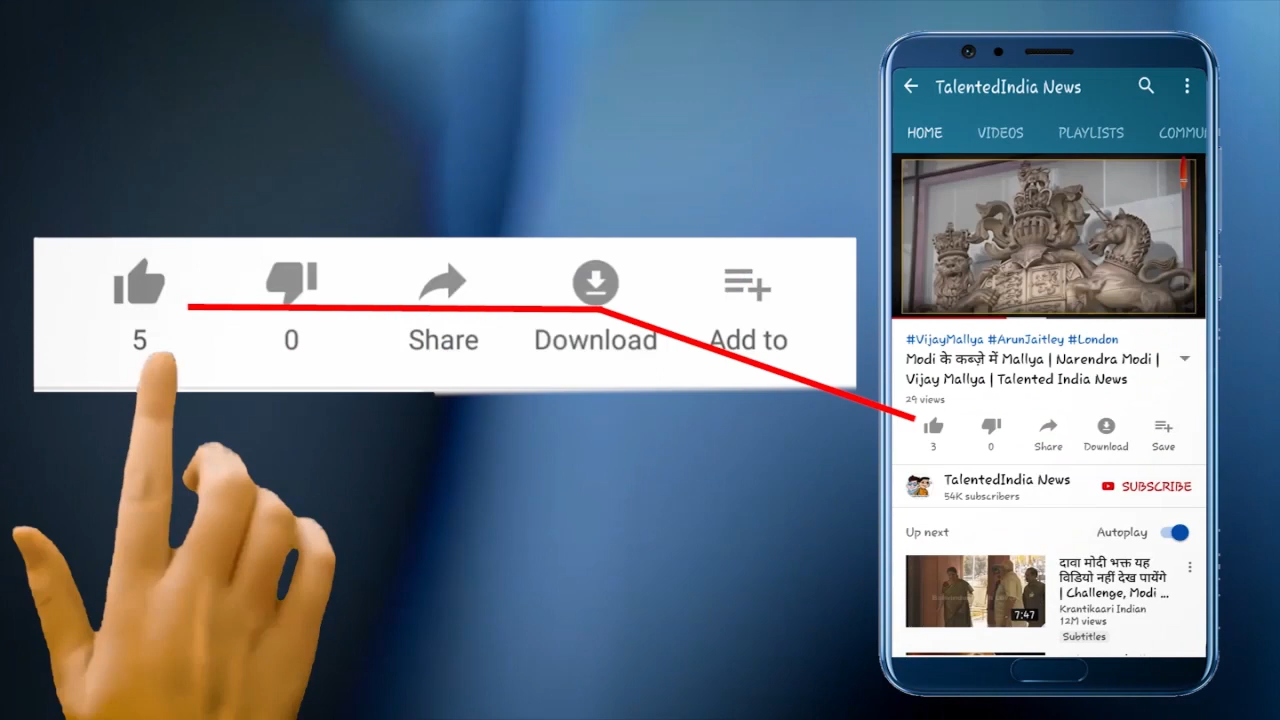 5
0
Share
Download
Add to
TalentedIndia News
HOME
VIDEOS
PLAYLISTS
COMMU
#VijayMallya #ArunJaitley #London
Modi के कब्ज़े में Mallya | Narendra Modi |
Vijay Mallya | Talented India News
29 views
3
0
Share
Download
Save
TalentedIndia News
54K subscribers
SUBSCRIBE
Up next
Autoplay
7:47
दावा मोदी भक्त यह
विडियो नहीं देख पायेंगे
| Challenge, Modi ...
Krantikaari Indian
12M views
Subtitles